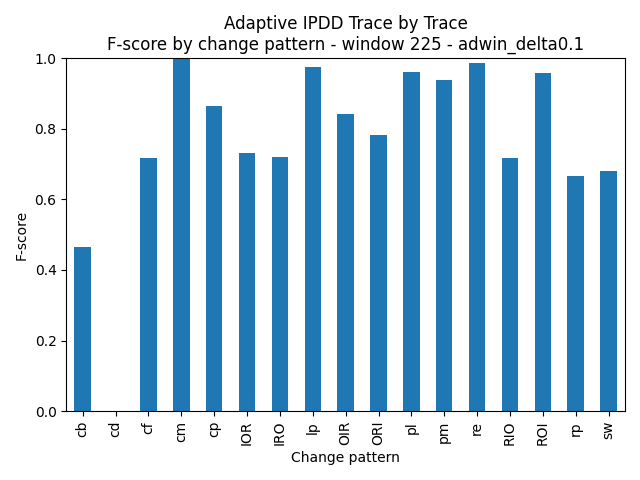 Adaptive IPDD Trace by Trace
F-score by change pattern - window 225 - adwin_delta0.1
1.0
0.8
0.6
0.4
0.2
0.0
F-score
cb
cd
cf
cm
cp
IOR
IRO
lp
OIR
ORI
pl
pm
re
RIO
ROI
rp
sw
Change pattern